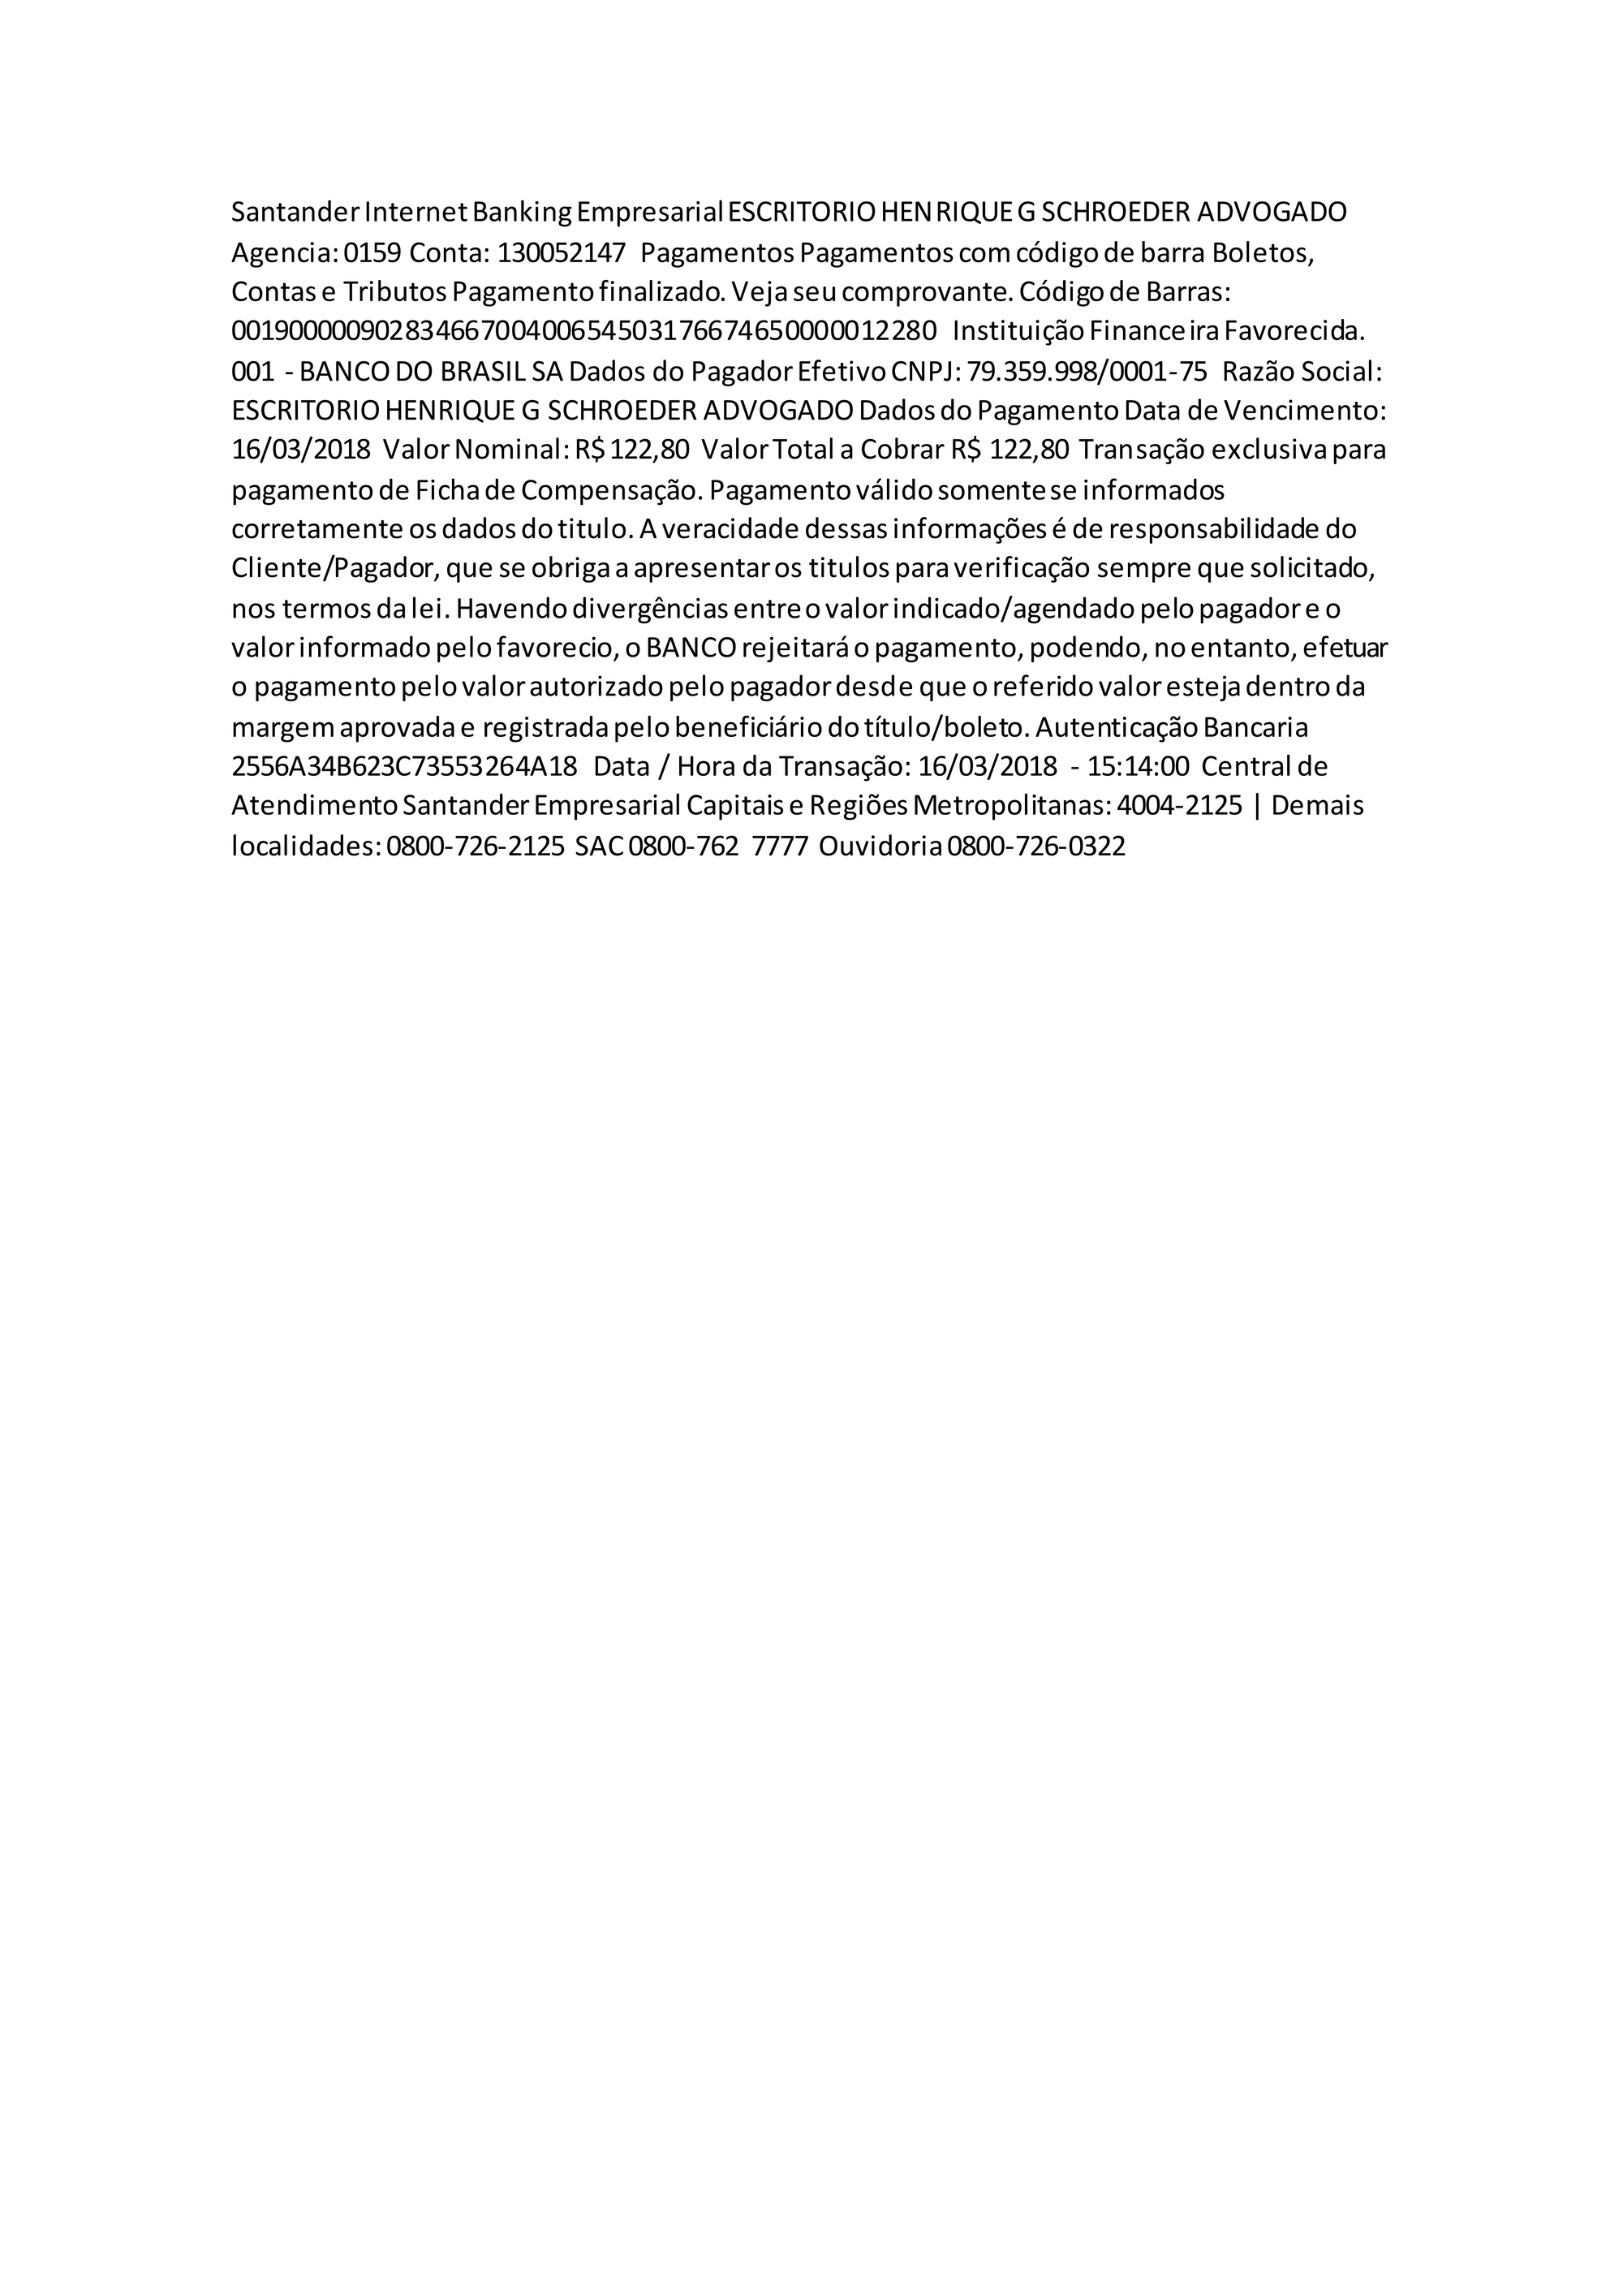 Santander Internet Banking Empresarial ESCRITORIO HENRIQUE G SCHROEDER ADVOGADO
Agencia: 0159 Conta: 130052147 Pagamentos Pagamentos com código de barra Boletos,
Contas e Tributos Pagamento finalizado. Veja seu comprovante. Código de Barras:
00190000090283466700400654503176674650000012280 Instituição Financeira Favorecida.
001 - BANCO DO BRASIL SA Dados do Pagador Efetivo CNPJ: 79.359.998/0001-75 Razão Social:
ESCRITORIO HENRIQUE G SCHROEDER ADVOGADO Dados do Pagamento Data de Vencimento:
16/03/2018 Valor Nominal: R$ 122,80 Valor Total a Cobrar R$ 122,80 Transação exclusiva para
pagamento de Ficha de Compensação. Pagamento válido somente se informados
corretamente os dados do titulo. A veracidade dessas informações é de responsabilidade do
Cliente/Pagador, que se obriga a apresentar os titulos para verificação sempre que solicitado,
nos termos da lei. Havendo divergências entre o valor indicado/agendado pelo pagador e o
valor informado pelo favorecio, o BANCO rejeitará o pagamento, podendo, no entanto, efetuar
o pagamento pelo valor autorizado pelo pagador desde que o referido valor esteja dentro da
margem aprovada e registrada pelo beneficiário do título/boleto. Autenticação Bancaria
2556A34B623C73553264A18 Data / Hora da Transação: 16/03/2018 - 15:14:00 Central de
Atendimento Santander Empresarial Capitais e Regiões Metropolitanas: 4004-2125 | Demais
localidades: 0800-726-2125 SAC 0800-762 7777 Ouvidoria 0800-726-0322